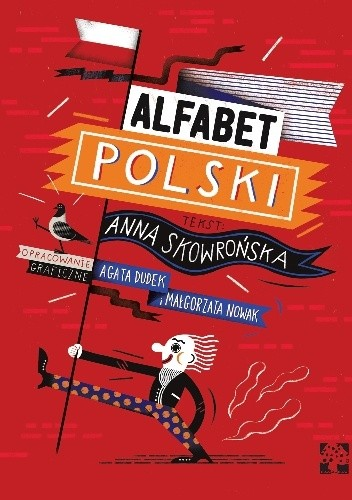 ALFABET
POLSKI
TEKST:
ANNA SKOWROŃSKA
OPRACOWANIE
GRAFICZNE
AGATA DUDEK
I MAŁGORZATA NOWAK